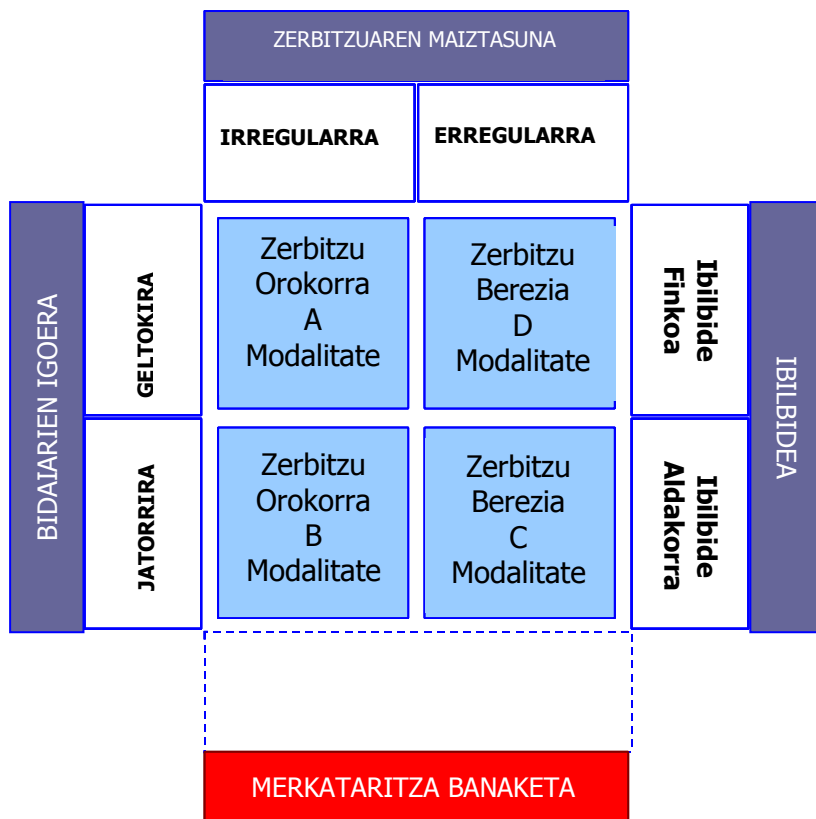 ZERBITZUAREN MAIZTASUNA
IRREGULARRA
ERREGULARRA
BIDAIARIEN IGOERA
GELTOKIRA
Zerbitzu
Orokorra
A
Modalitate
Zerbitzu
Berezia
D
Modalitate
Ibilbide
Finkoa
IBILBIDEA
JATORRIRA
Zerbitzu
Orokorra
B
Modalitate
Zerbitzu
Berezia
C
Modalitate
Ibilbide
Aldakorra
MERKATARITZA BANAKETA